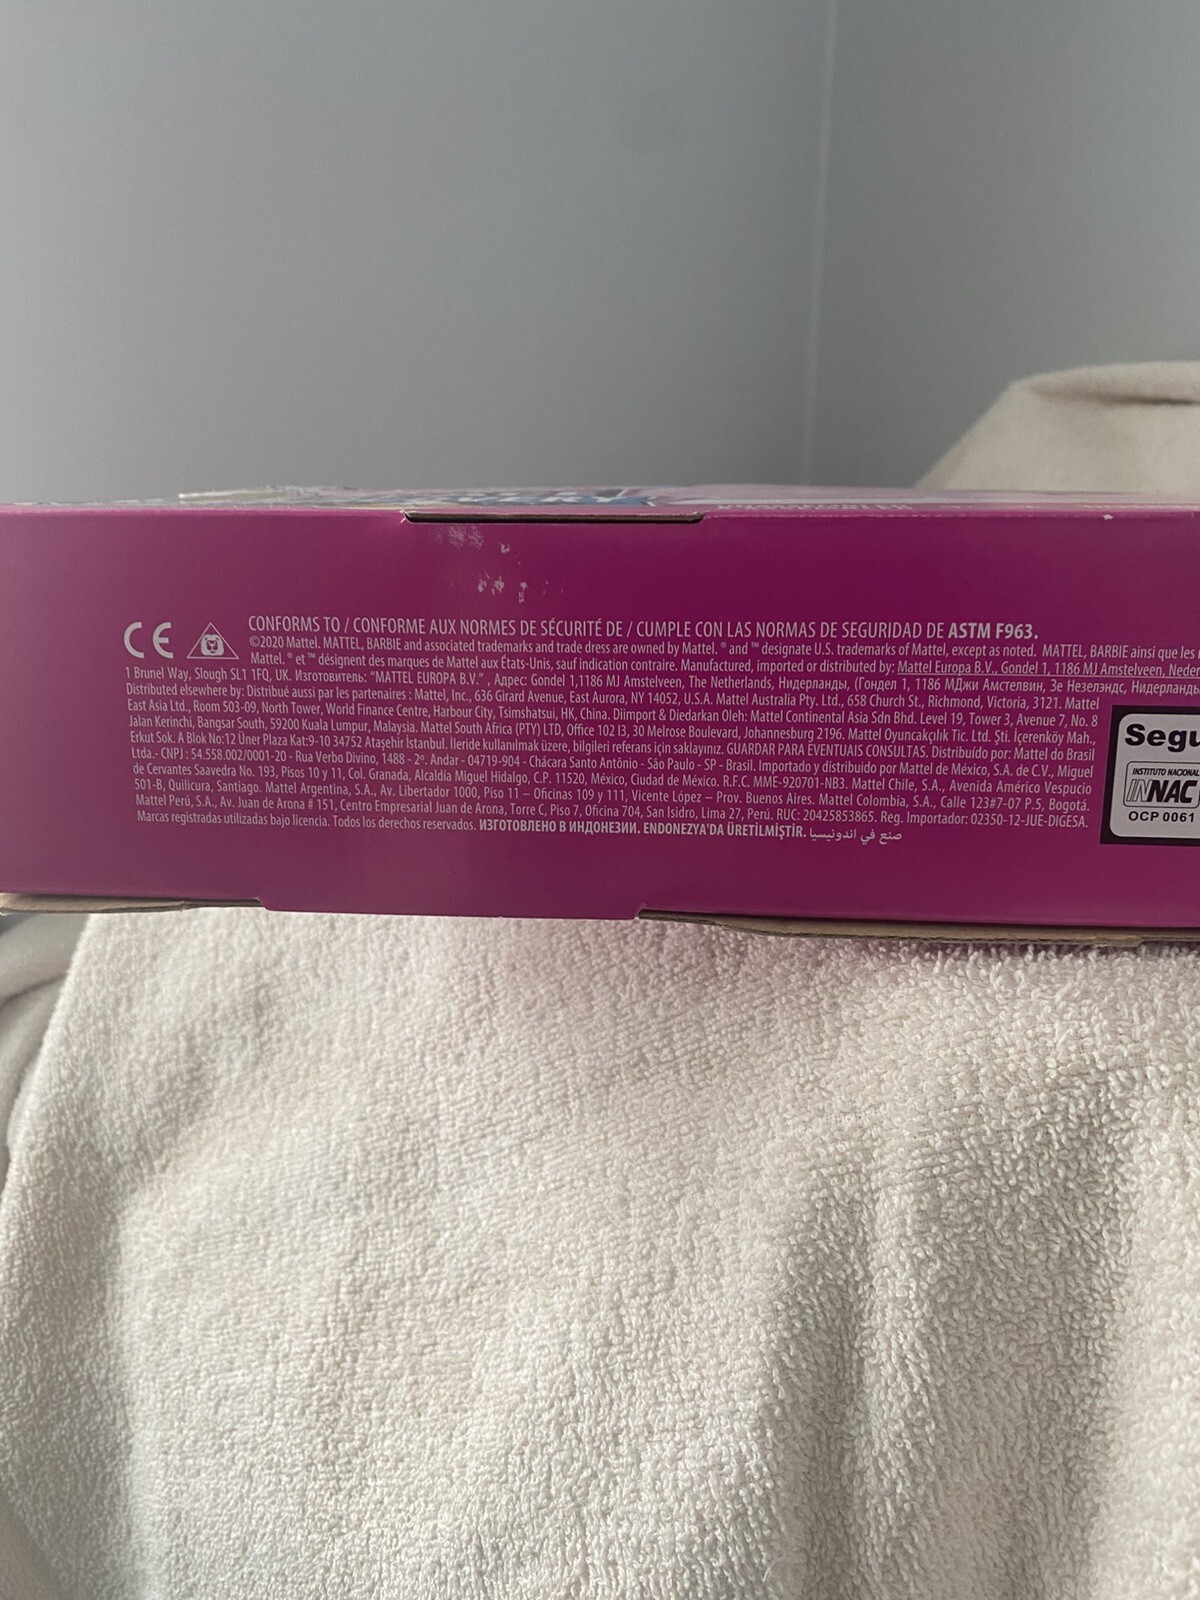 CE
CONFORMS TO / CONFORME AUX NORMES DE SÉCURITÉ DE / CUMPLE CON LAS NORMAS DE SEGURIDAD DE ASTM F963.
©2020 Mattel. MATTEL, BARBIE and associated trademarks and trade dress are owned by Mattel. ® and ™ designate U.S. trademarks of Mattel, except as noted. MATTEL, BARBIE ainsi que les
Mattel. ® et ™ désignent des marques de Mattel aux États-Unis, sauf indication contraire. Manufactured, imported or distributed by: Mattel Europa B.V., Gondel 1, 1186 MJ Amstelveen, Neder
1 Brunel Way, Slough SL1 1FQ, UK. Изготовитель: "MATTEL EUROPA B.V." , Адрес: Gondel 1,1186 MJ Amstelveen, The Netherlands, Нидерланды, (Гондел 1, 1186 МДжи Амстелвин, Зе Незелэндс, Нидерланды
Distributed elsewhere by: Distribué aussi par les partenaires : Mattel, Inc., 636 Girard Avenue, East Aurora, NY 14052, U.S.A. Mattel Australia Pty. Ltd., 658 Church St., Richmond, Victoria, 3121. Mattel
East Asia Ltd., Room 503-09, North Tower, World Finance Centre, Harbour City, Tsimshatsui, HK, China. Diimport & Diedarkan Oleh: Mattel Continental Asia Sdn Bhd. Level 19, Tower 3, Avenue 7, No. 8
Jalan Kerinchi, Bangsar South, 59200 Kuala Lumpur, Malaysia. Mattel South Africa (PTY) LTD, Office 102 I3, 30 Melrose Boulevard, Johannesburg 2196. Mattel Oyuncakçılık Tic. Ltd. Şti. İçerenköy Mah.,
Erkut Sok. A Blok No:12 Üner Plaza Kat:9-10 34752 Ataşehir İstanbul. İleride kullanılmak üzere, bilgileri referans için saklayınız. GUARDAR PARA EVENTUAIS CONSULTAS. Distribuído por: Mattel do Brasil
Ltda.- CNPJ : 54.558.002/0001-20 - Rua Verbo Divino, 1488 - 2º. Andar - 04719-904 - Chácara Santo Antônio - São Paulo - SP - Brasil. Importado y distribuido por Mattel de México, S.A. de C.V., Miguel
de Cervantes Saavedra No. 193, Pisos 10 y 11, Col. Granada, Alcaldía Miguel Hidalgo, C.P. 11520, México, Ciudad de México. R.F.C. MME-920701-NB3. Mattel Chile, S.A., Avenida Américo Vespucio
501-B, Quilicura, Santiago. Mattel Argentina, S.A., Av. Libertador 1000, Piso 11 – Oficinas 109 y 111, Vicente López – Prov. Buenos Aires. Mattel Colombia, S.A., Calle 123#7-07 P.5, Bogotá.
Mattel Perú, S.A., Av. Juan de Arona # 151, Centro Empresarial Juan de Arona, Torre C, Piso 7, Oficina 704, San Isidro, Lima 27, Perú. RUC: 20425853865. Reg. Importador: 02350-12-JUE-DIGESA.
Marcas registradas utilizadas bajo licencia. Todos los derechos reservados. ИЗГОТОВЛЕНО В ИНДОНЕЗИИ. ENDONEZYA'DA ÜRETİLMİŞTİR. صنع في اندونيسيا
Segu
INSTITUTO NACIONAL
INNAC
OCP 0061